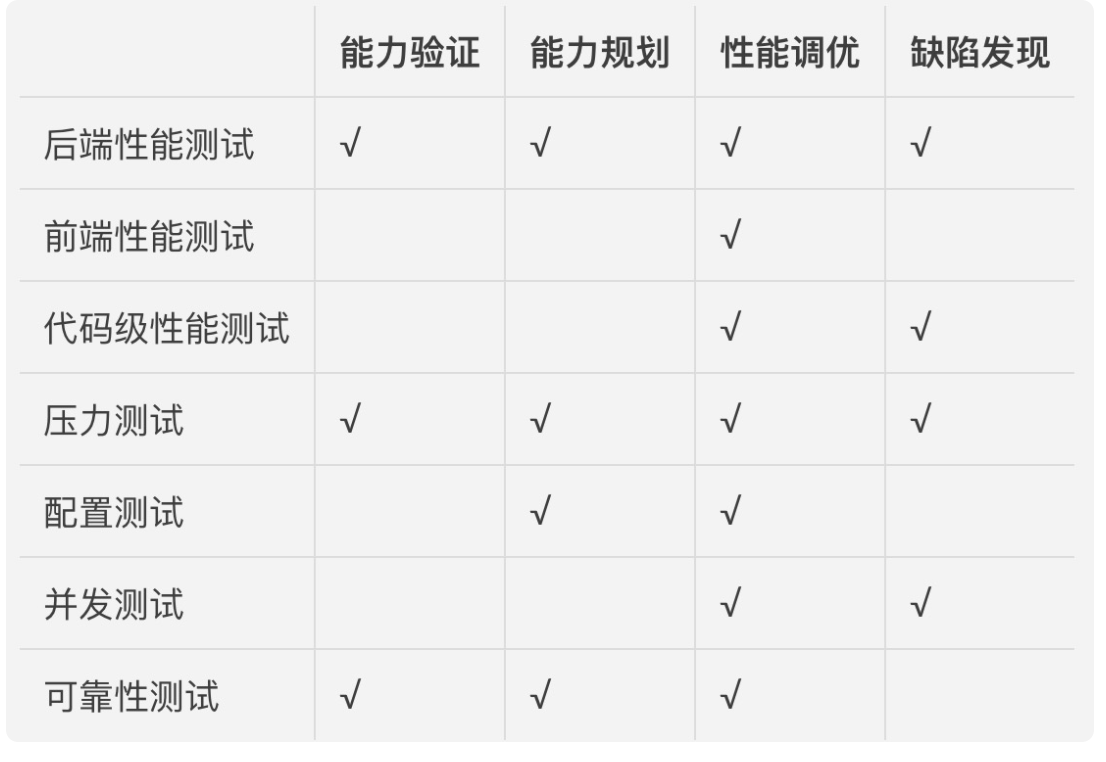 能力验证 能力规划 性能调优 缺陷发现
后端性能测试 √ √ √ √
前端性能测试 √
代码级性能测试 √ √
压力测试 √ √ √ √
配置测试 √ √
并发测试 √ √
可靠性测试 √ √ √